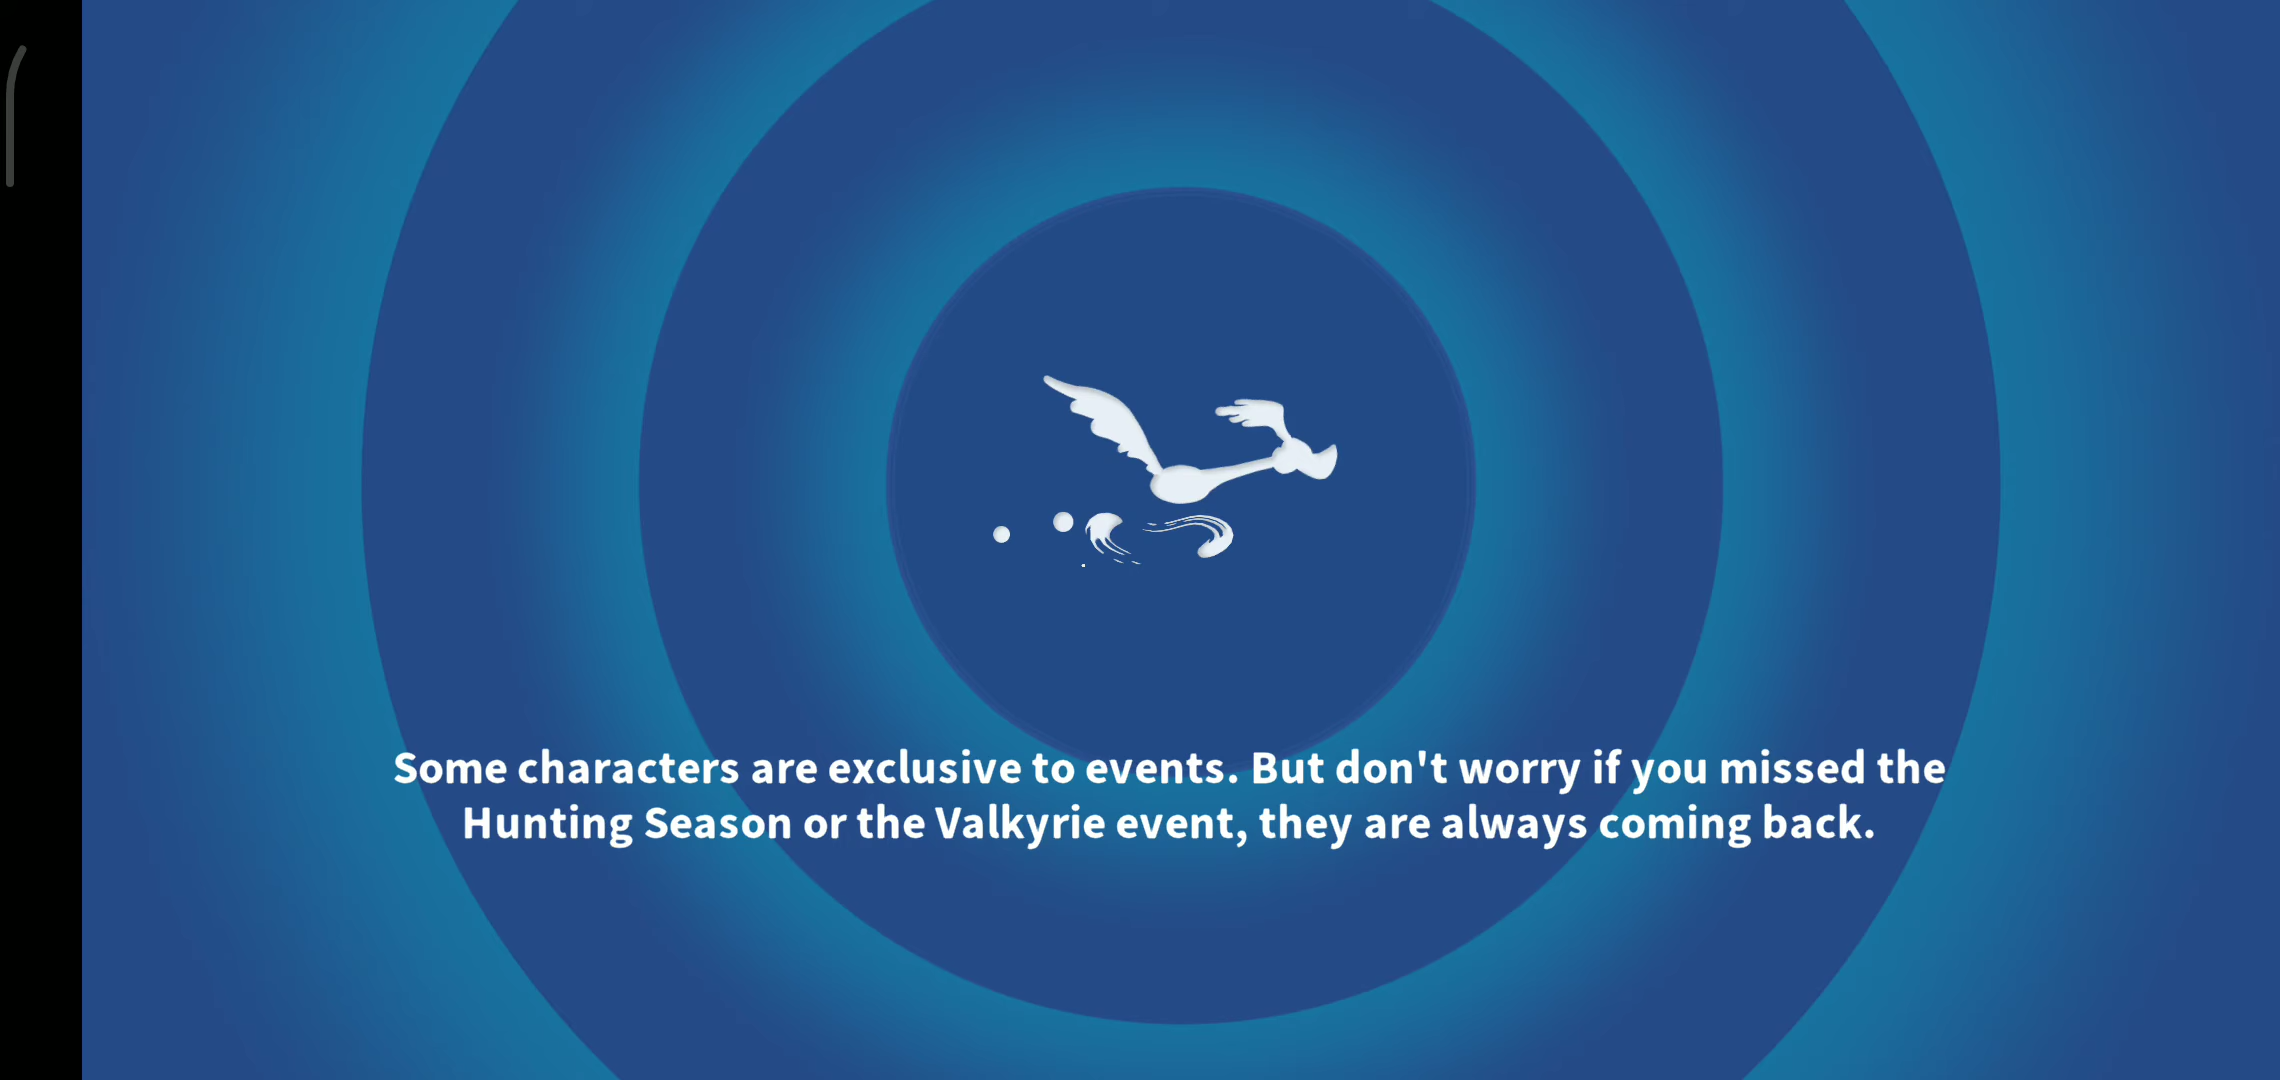 Some characters are exclusive to events. But don't worry if you missed the
Hunting Season or the Valkyrie event, they are always coming back.